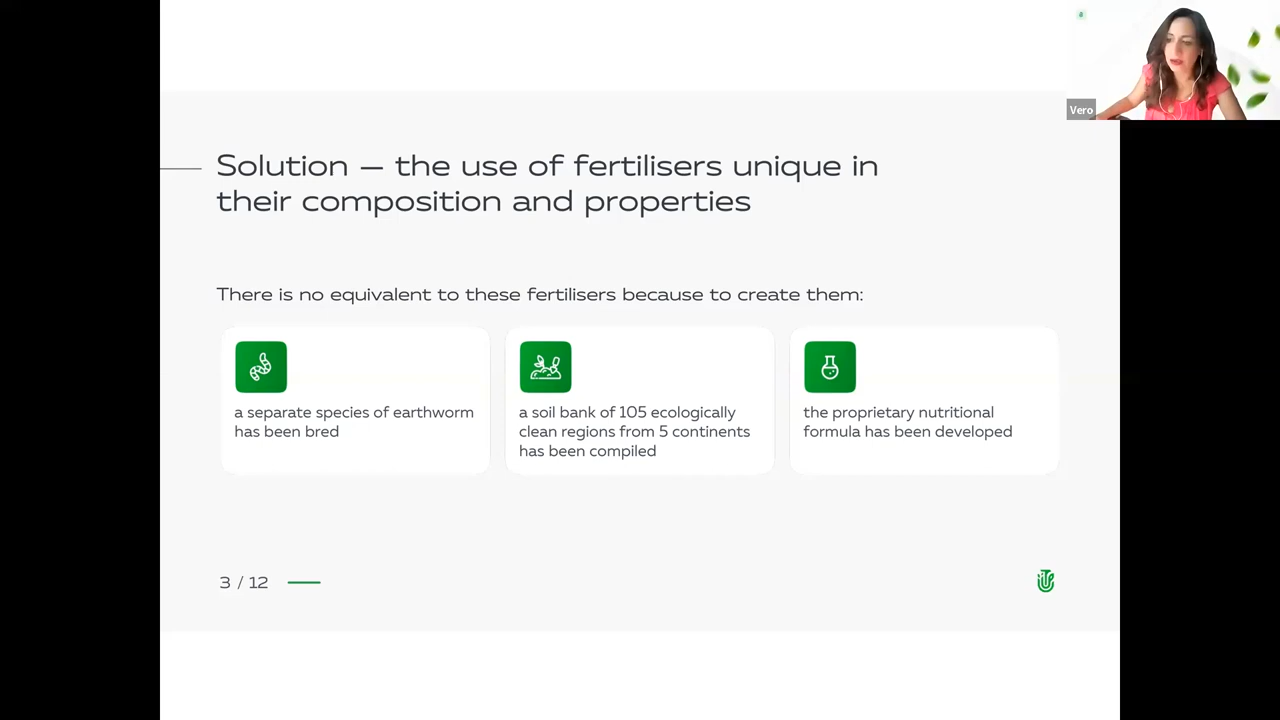 Vero
Solution — the use of fertilisers unique in
their composition and properties
There is no equivalent to these fertilisers because to create them:
a separate species of earthworm
has been bred
a soil bank of 105 ecologically
clean regions from 5 continents
has been compiled
the proprietary nutritional
formula has been developed
3 / 12